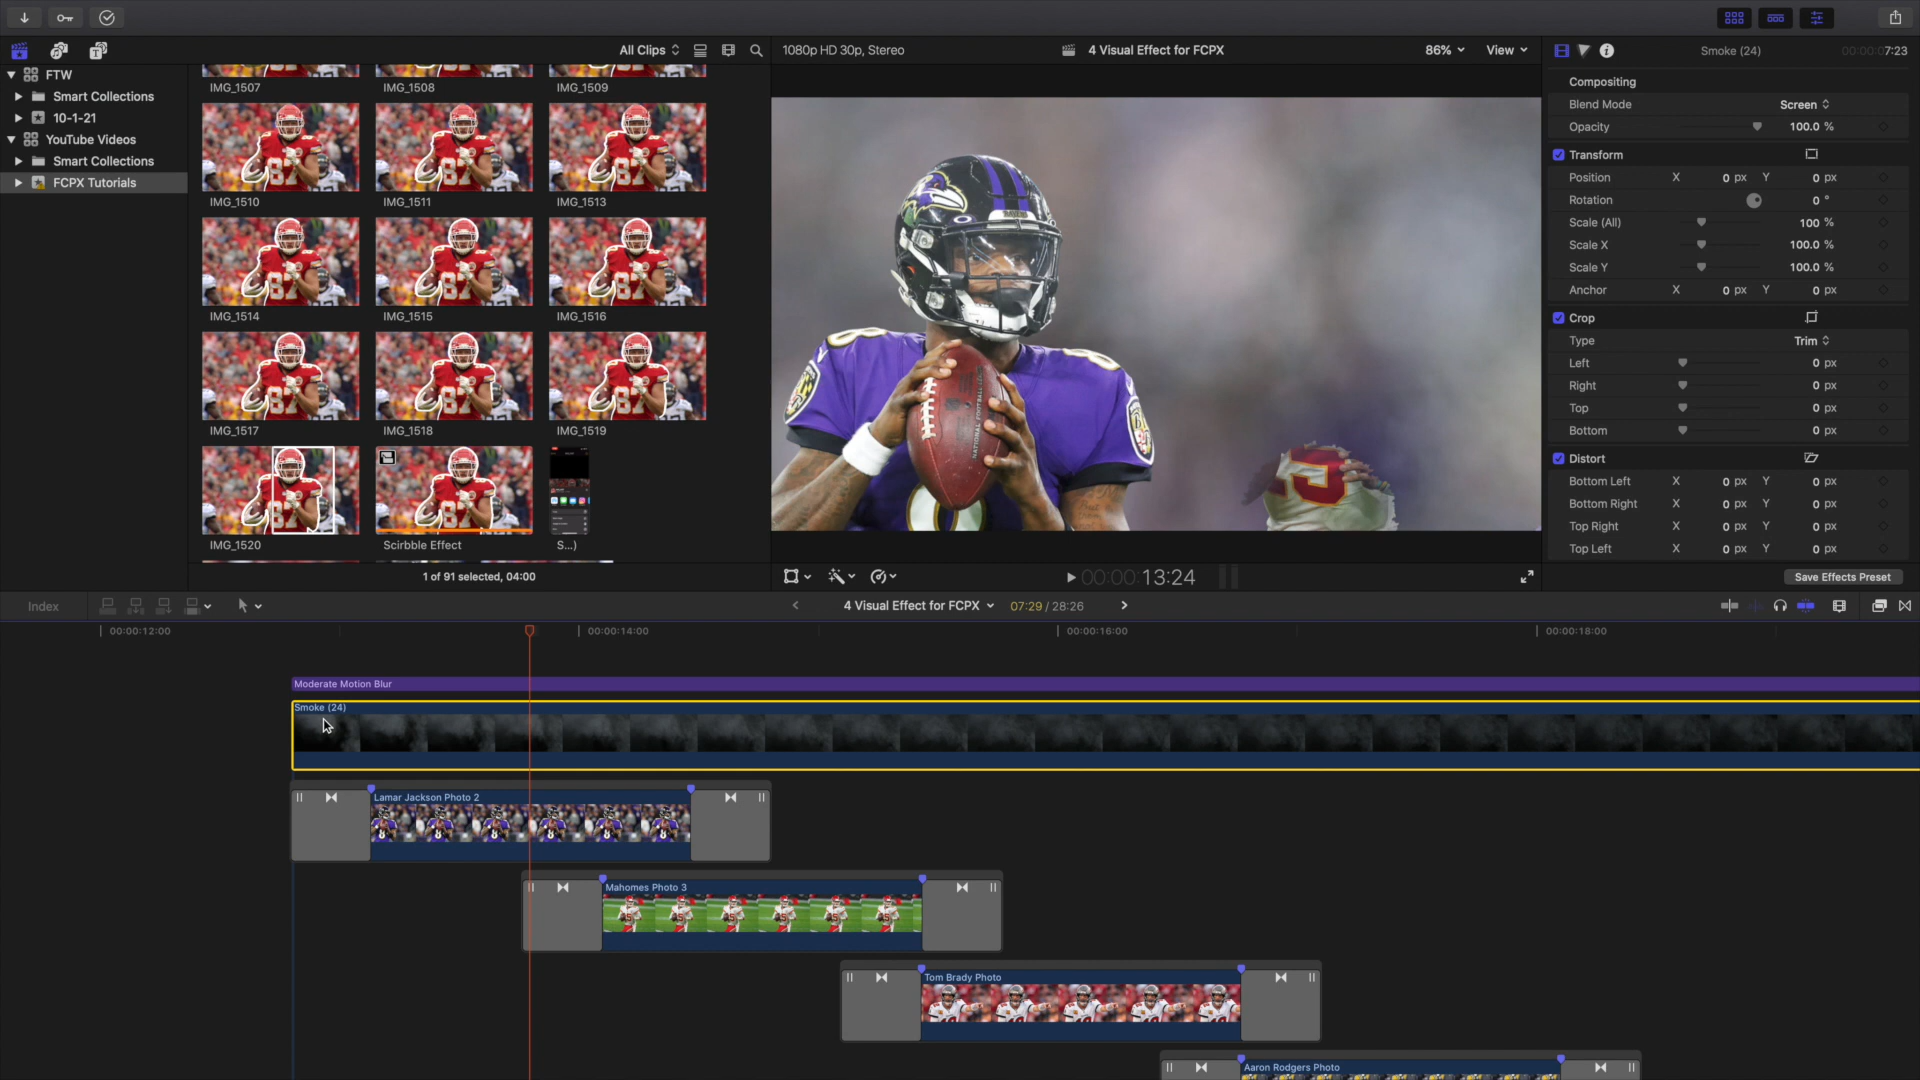 All Clips
1080p HD 30p, Stereo
4 Visual Effect for FCPX
86%
View
Smoke (24)
00:00:07:23
FTW
Smart Collections
10-1-21
YouTube Videos
Smart Collections
FCPX Tutorials
IMG_1507
IMG_1508
IMG_1509
IMG_1510
IMG_1511
IMG_1513
IMG_1514
IMG_1515
IMG_1516
IMG_1517
IMG_1518
IMG_1519
IMG_1520
Scirbble Effect
S...)
1 of 91 selected, 04:00
00:00:13:24
Compositing
Blend Mode Screen
Opacity 100.0 %
Transform
Position X 0 px Y 0 px
Rotation 0 °
Scale (All) 100 %
Scale X 100.0 %
Scale Y 100.0 %
Anchor X 0 px Y 0 px
Crop
Type Trim
Left 0 px
Right 0 px
Top 0 px
Bottom 0 px
Distort
Bottom Left X 0 px Y 0 px
Bottom Right X 0 px Y 0 px
Top Right X 0 px Y 0 px
Top Left X 0 px Y 0 px
Save Effects Preset
Index
4 Visual Effect for FCPX
07:29 / 28:26
00:00:12:00
00:00:14:00
00:00:16:00
00:00:18:00
Moderate Motion Blur
Smoke (24)
Lamar Jackson Photo 2
Mahomes Photo 3
Tom Brady Photo
Aaron Rodgers Photo